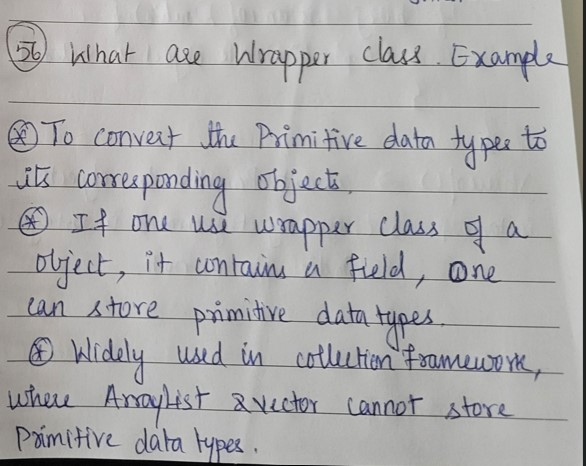 56 What are Wrapper class. Example
* To convert the Primitive data types to
its corresponding objects.
* If one use wrapper class of a
object, it contains a field, one
can store primitive data types.
* Widely used in collection framework,
where ArrayList & vector cannot store
Primitive data types.